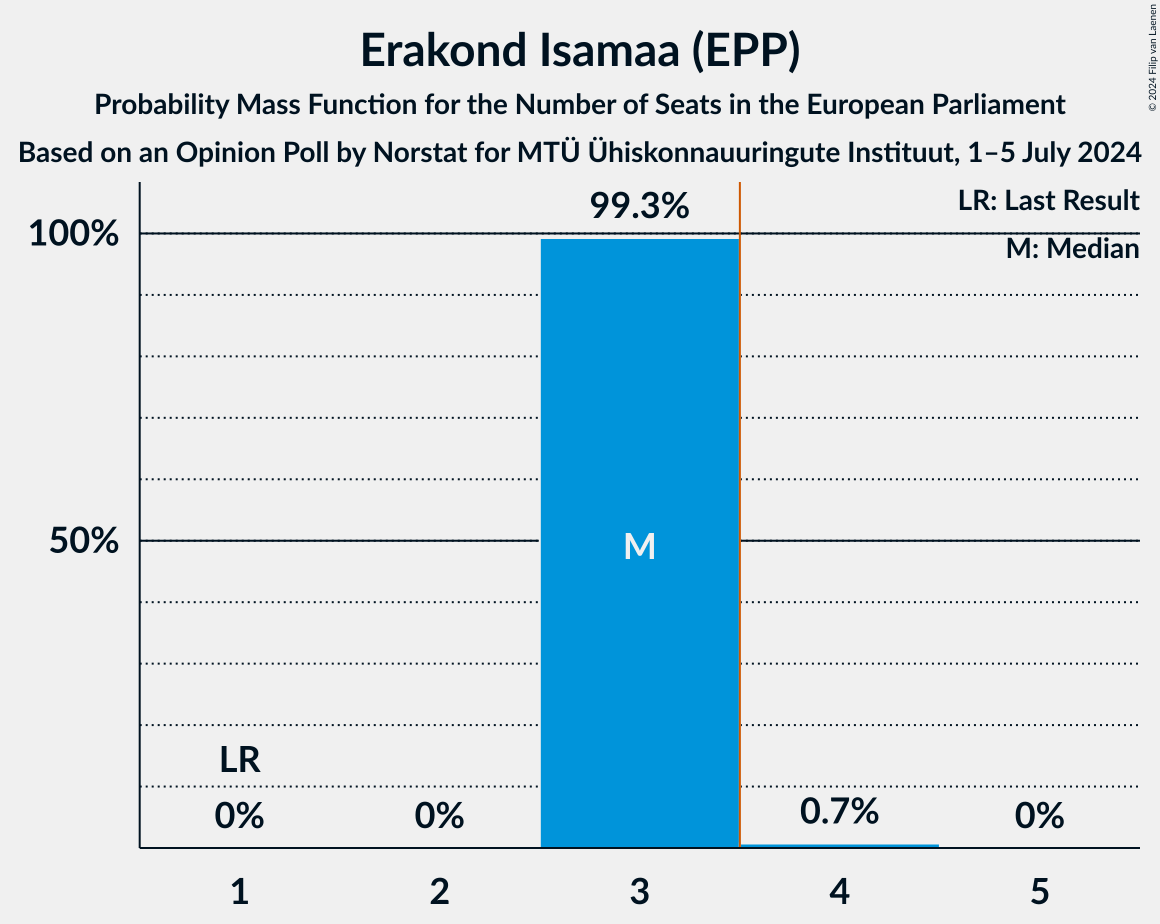 Erakond Isamaa (EPP)
Probability Mass Function for the Number of Seats in the European Parliament
Based on an Opinion Poll by Norstat for MTÜ Ühiskonnauuringute Instituut, 1–5 July 2024
© 2024 Filip van Laenen
LR: Last Result
M: Median
99.3%
100%
50%
M
LR
0%
0%
0.7%
0%
1
2
3
4
5